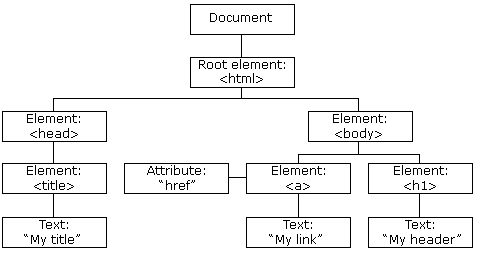 Document
Root element:
<html>
Element:
<head>
Element:
<body>
Element:
<title>
Attribute:
“href”
Element:
<a>
Element:
<h1>
Text:
“My title”
Text:
“My link”
Text:
“My header”